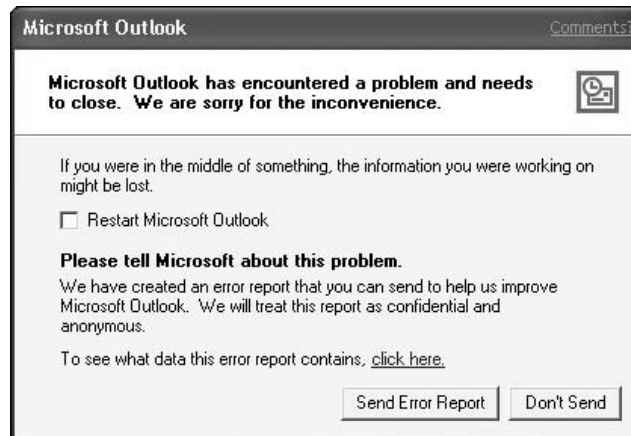 Microsoft Outlook
Comments?
Microsoft Outlook has encountered a problem and needs
to close.  We are sorry for the inconvenience.
If you were in the middle of something, the information you were working on
might be lost.
Restart Microsoft Outlook
Please tell Microsoft about this problem.
We have created an error report that you can send to help us improve
Microsoft Outlook.  We will treat this report as confidential and
anonymous.
To see what data this error report contains, click here.
Send Error Report
Don't Send